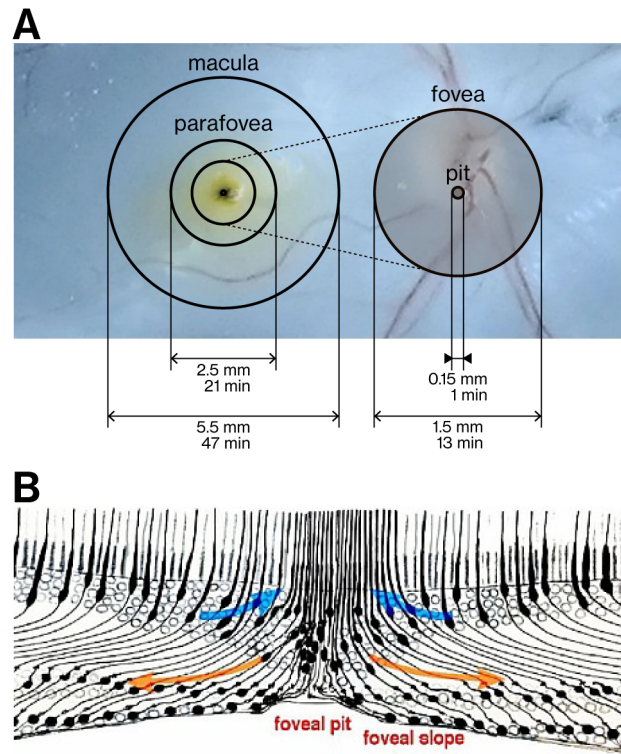 A
macula
fovea
parafovea
pit
2.5 mm
21 min
0.15 mm
1 min
5.5 mm
47 min
1.5 mm
13 min
B
foveal pit
foveal slope